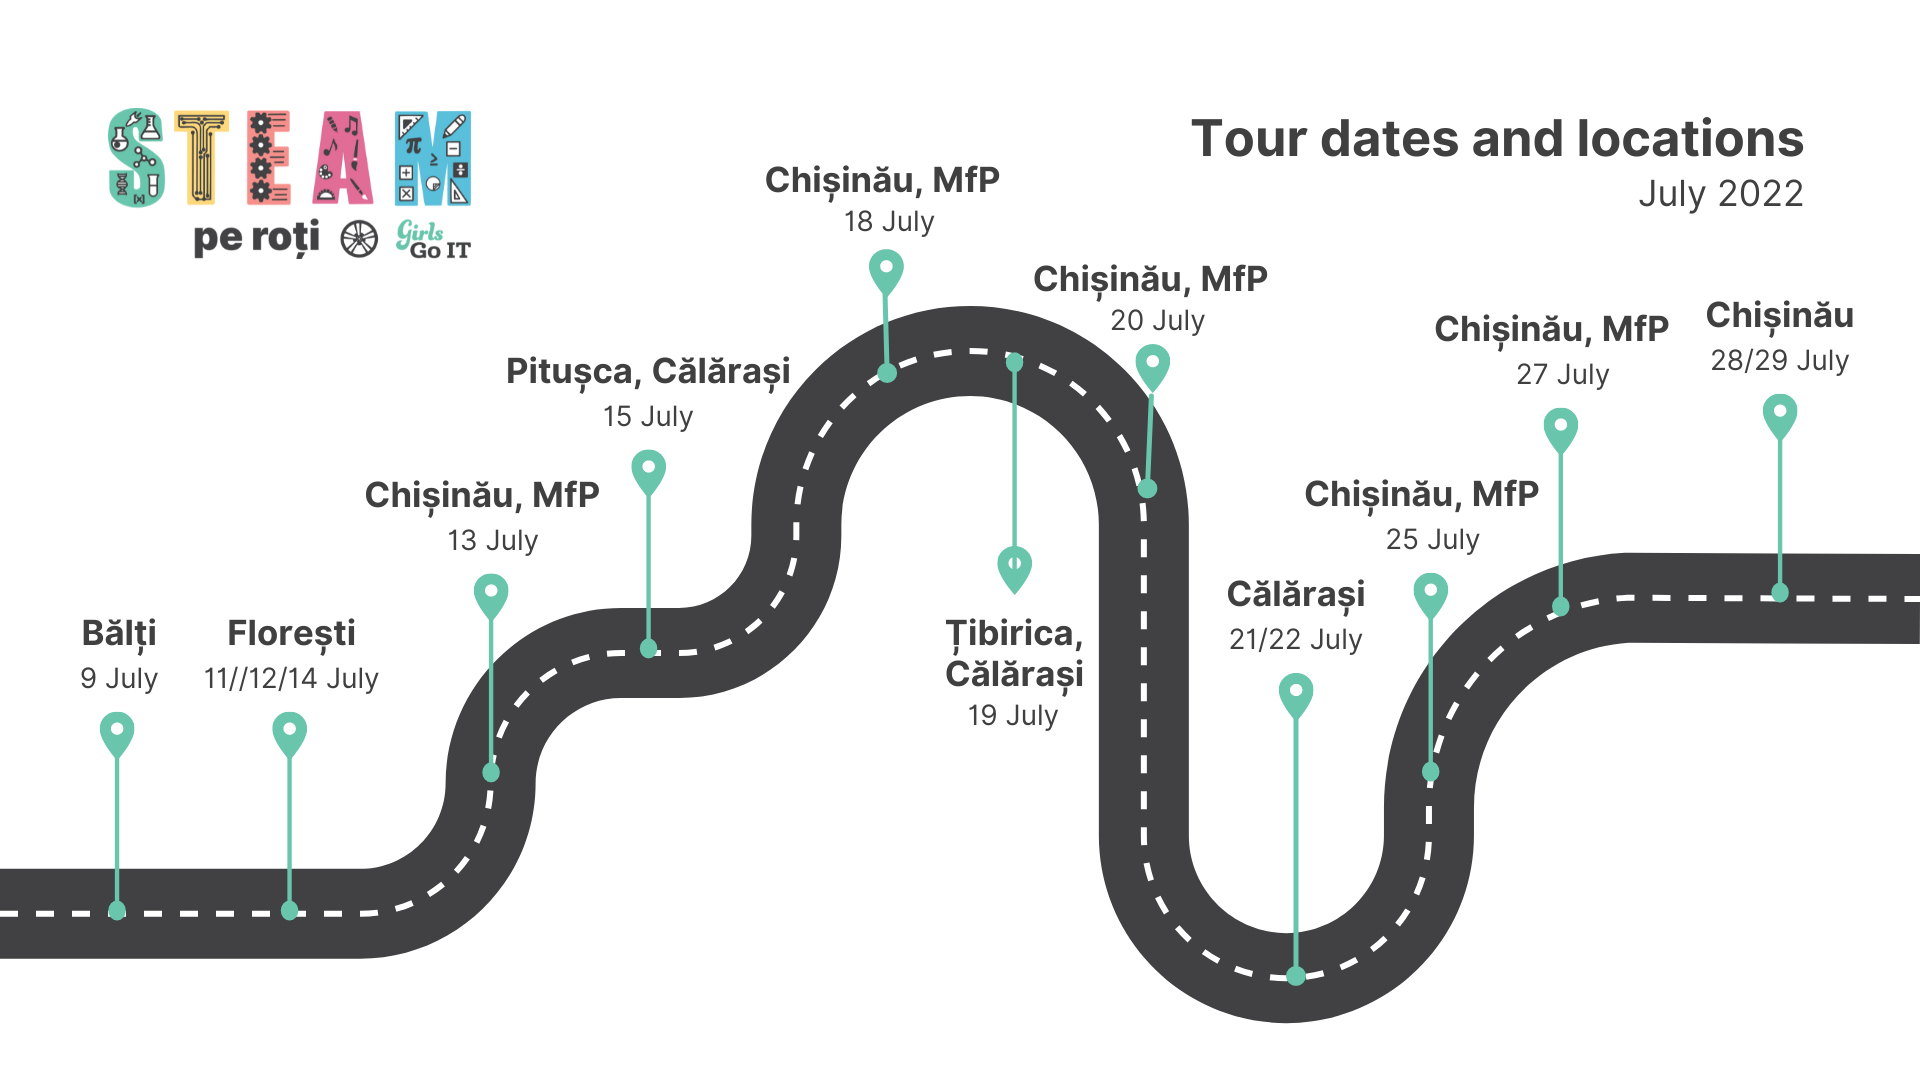 STEAM
pe roți
Girls
Go IT
Tour dates and locations
July 2022
Bălți
9 July
Florești
11//12/14 July
Chișinău, MfP
13 July
Pitușca, Călărași
15 July
Chișinău, MfP
18 July
Țibirica,
Călărași
19 July
Chișinău, MfP
20 July
Călărași
21/22 July
Chișinău, MfP
25 July
Chișinău, MfP
27 July
Chișinău
28/29 July